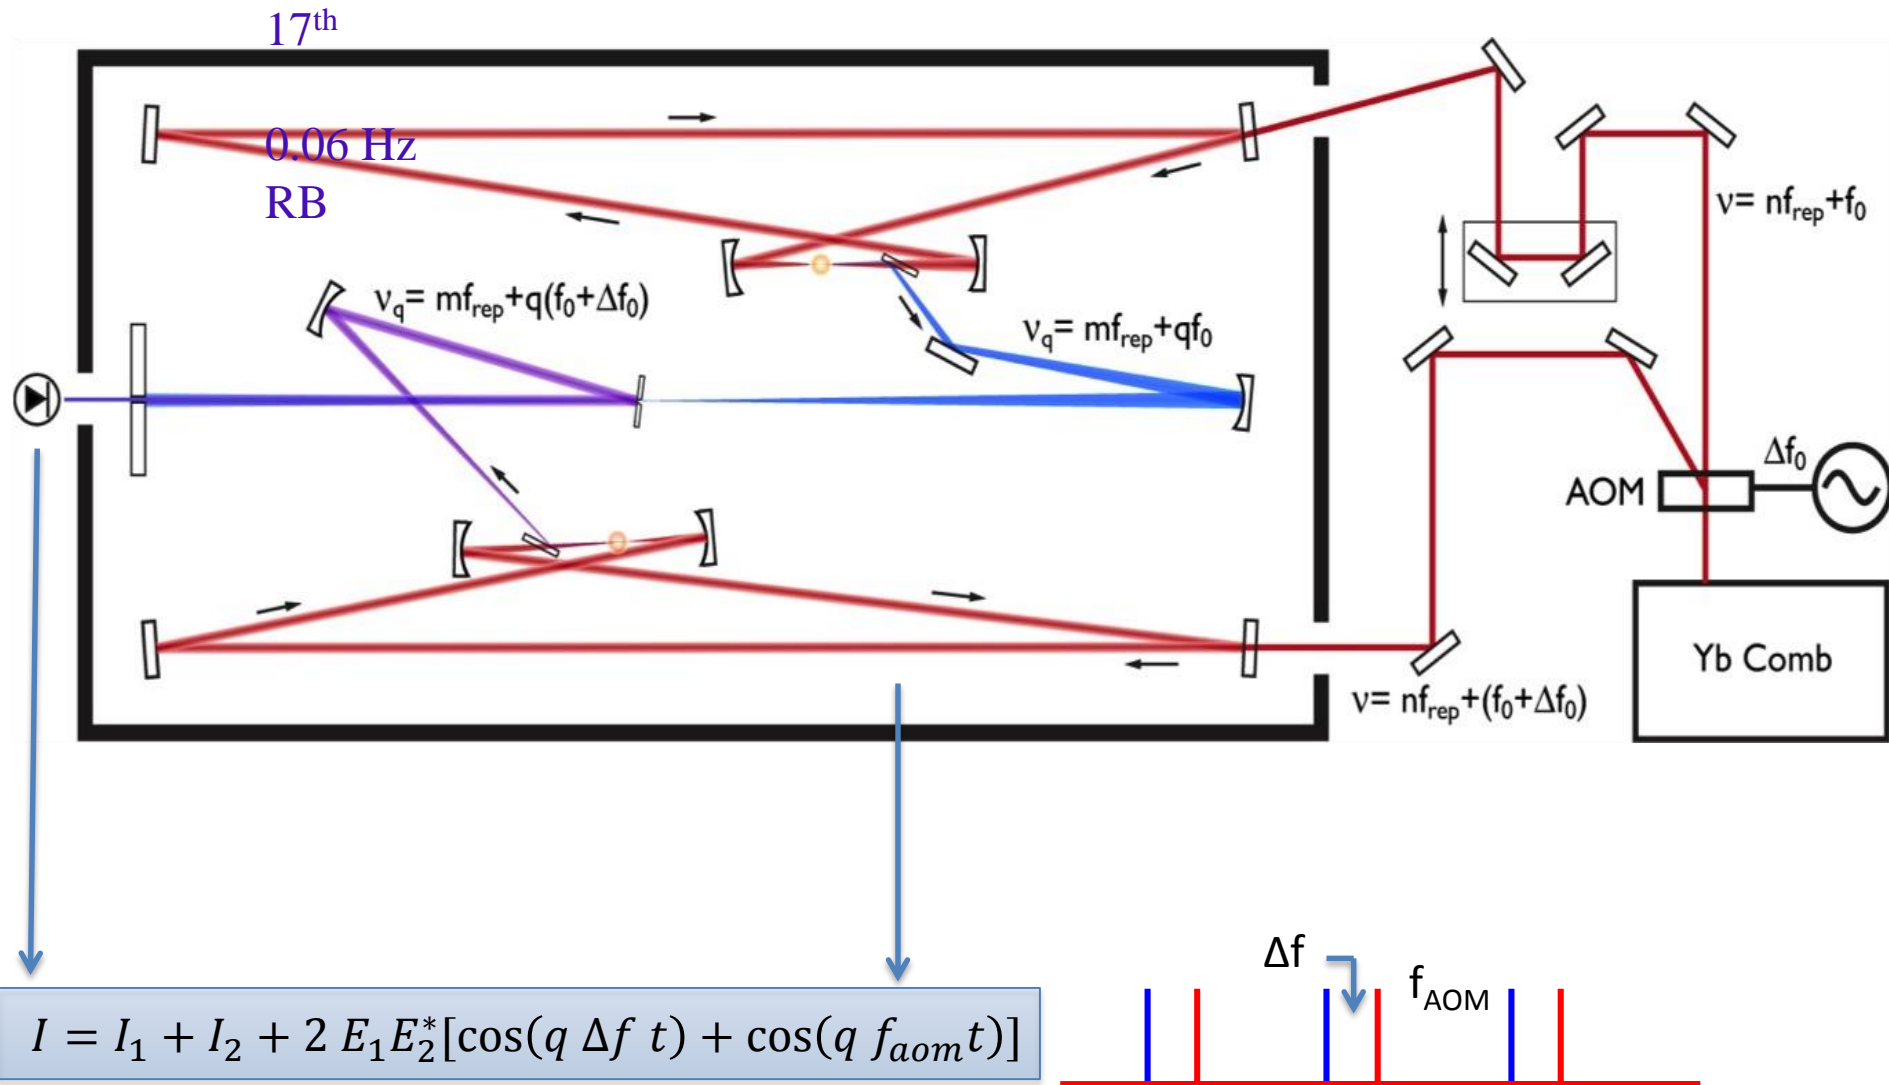 17th
0.06 Hz
RB
ν= nfrep+f0
νq= mfrep+q(f0+Δf0)
νq= mfrep+qf0
Δf0
AOM
Yb Comb
ν= nfrep+(f0+Δf0)
Δf
fAOM
I = I1 + I2 + 2 E1E2*[cos(q Δf t) + cos(q faomt)]